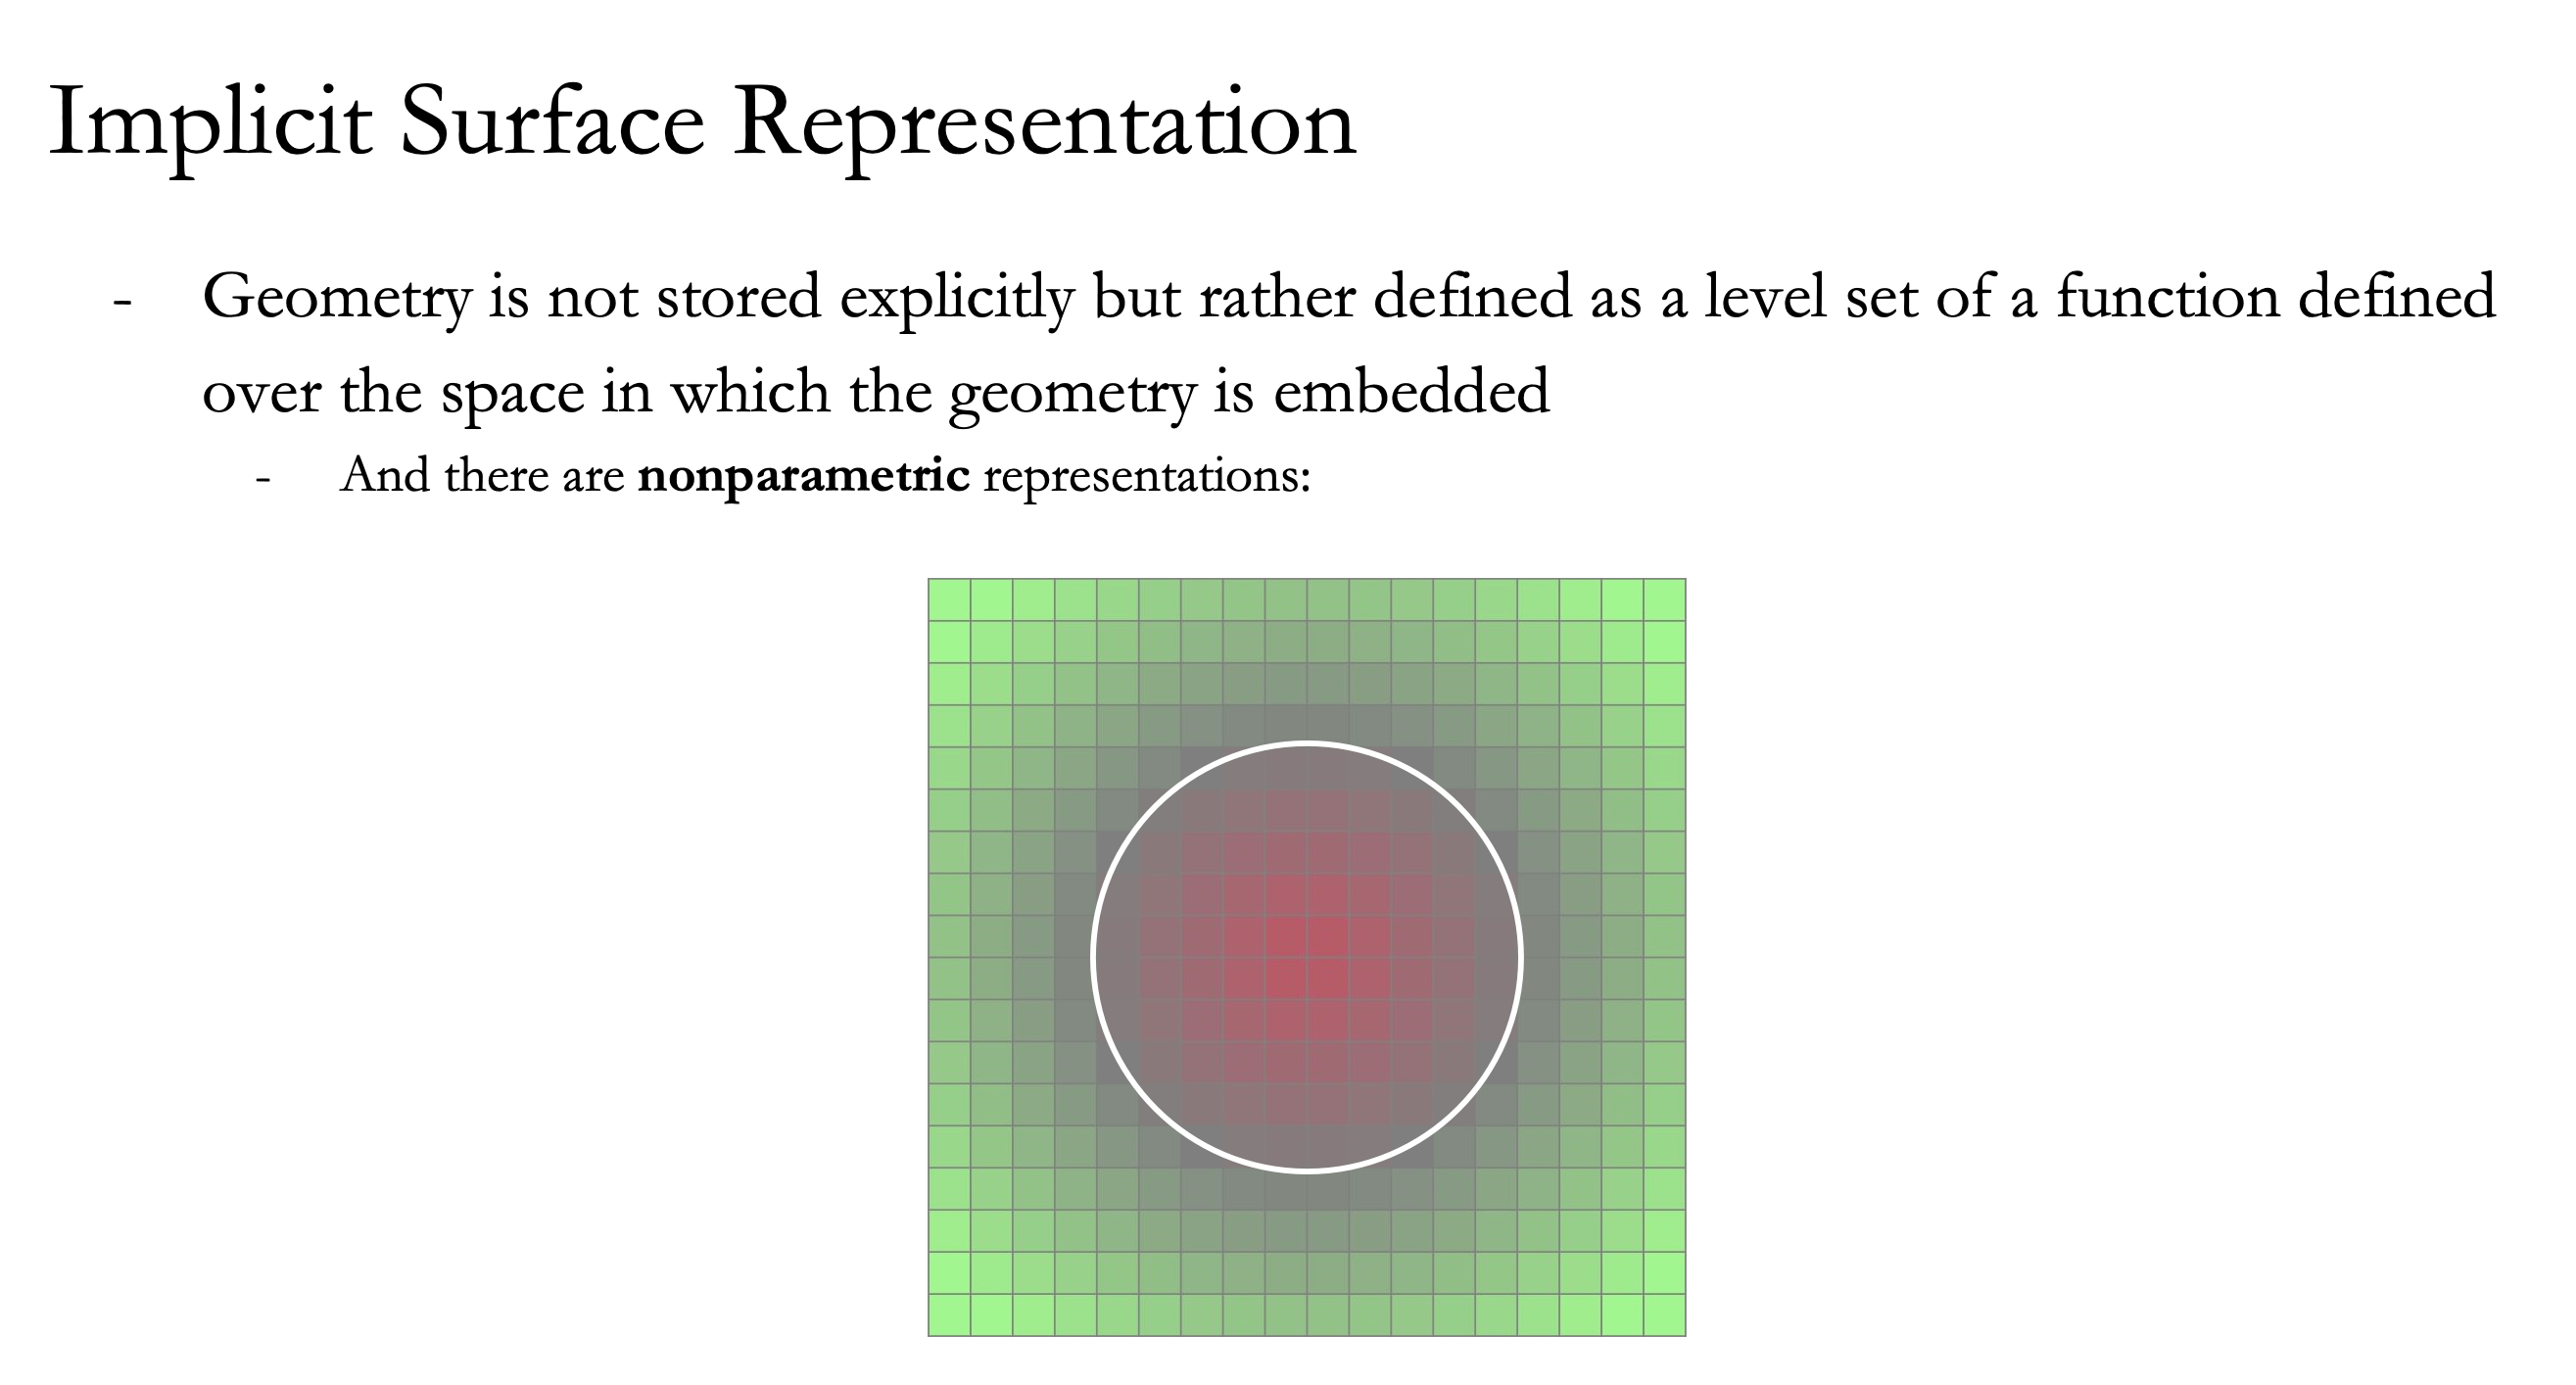 Implicit Surface Representation
- Geometry is not stored explicitly but rather defined as a level set of a function defined
over the space in which the geometry is embedded
- And there are nonparametric representations: